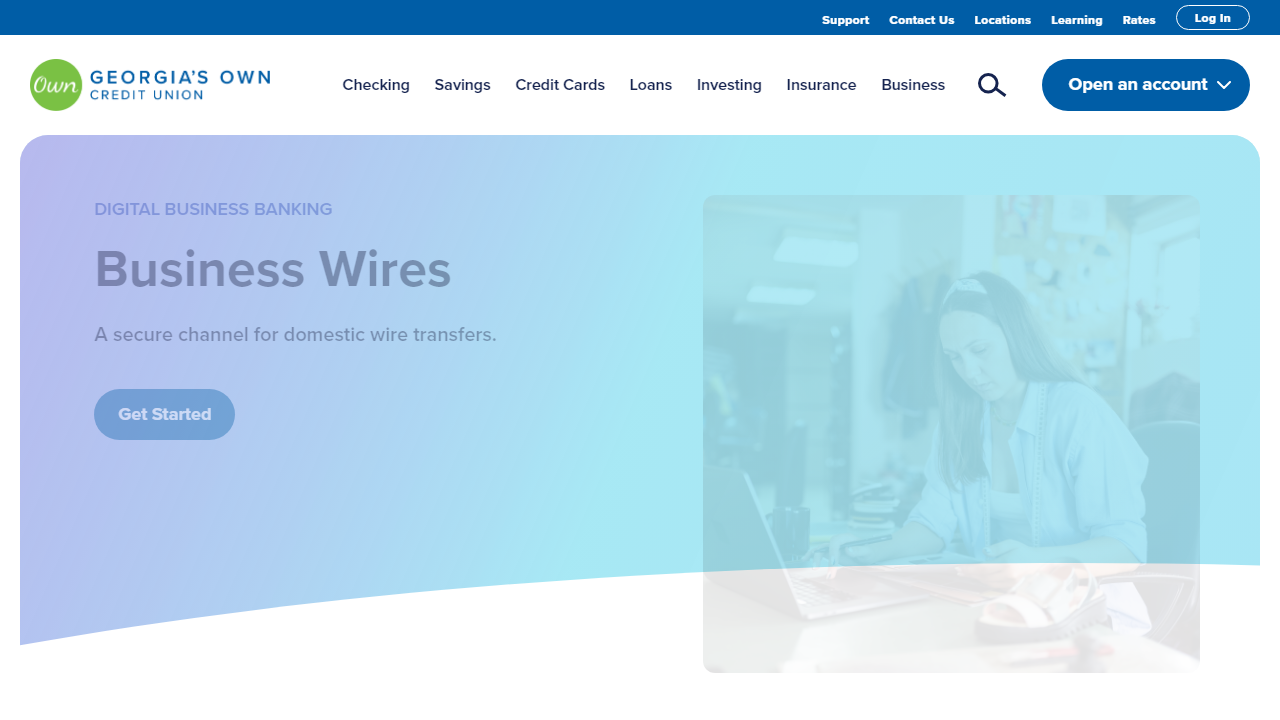 Support Contact Us Locations Learning Rates Log In
Own GEORGIA'S OWN
CREDIT UNION
Checking Savings Credit Cards Loans Investing Insurance Business
Open an account
DIGITAL BUSINESS BANKING
Business Wires
A secure channel for domestic wire transfers.
Get Started